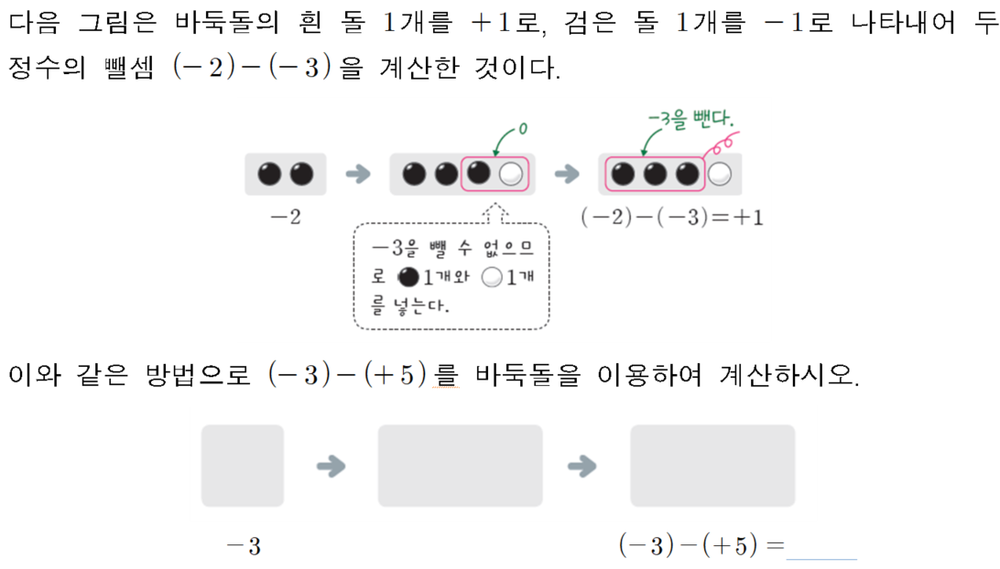 다음 그림은 바둑돌의 흰 돌 1개를 +1로, 검은 돌 1개를 −1로 나타내어 두
정수의 뺄셈 (−2)−(−3)을 계산한 것이다.
0
-3을 뺀다.
−2
(−2)−(−3)=+1
−3을 뺄 수 없으므
로 1개와 1개
를 넣는다.
이와 같은 방법으로 (−3)−(+5)를 바둑돌을 이용하여 계산하시오.
−3
(−3)−(+5)=